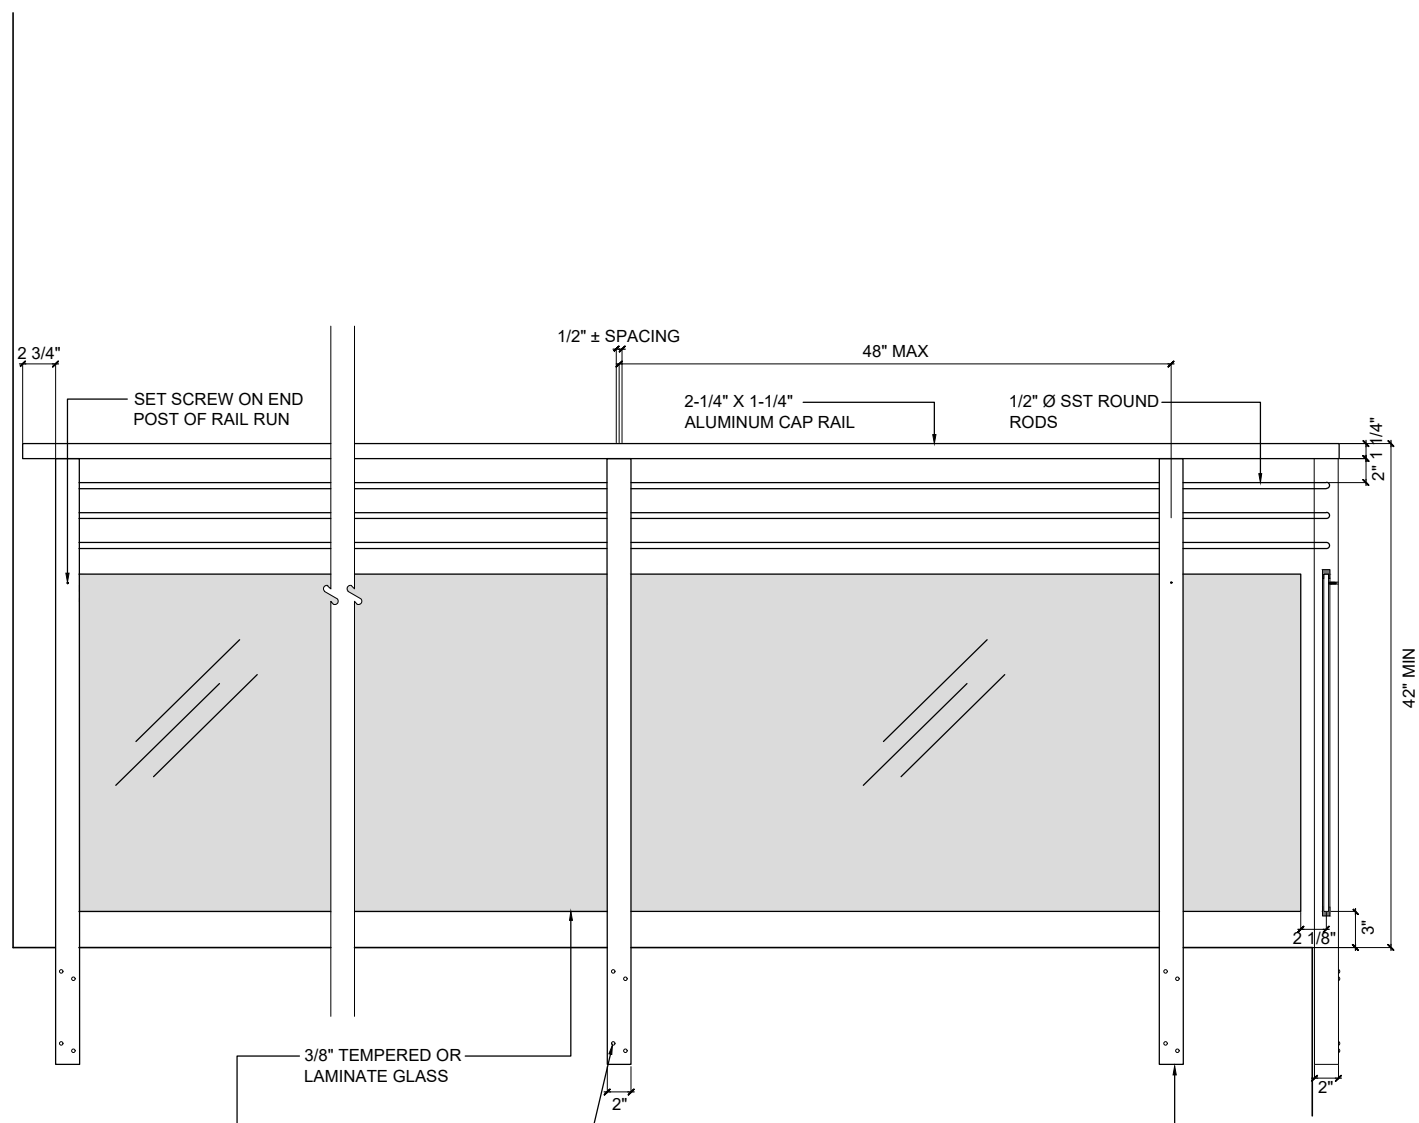 1/2" ± SPACING
2 3/4"
48" MAX
SET SCREW ON END
POST OF RAIL RUN
2-1/4" X 1-1/4"
ALUMINUM CAP RAIL
1/2" Ø SST ROUND
RODS
1 1/4"
2"
42" MIN
3"
2 1/8"
3/8" TEMPERED OR
LAMINATE GLASS
2"
2"